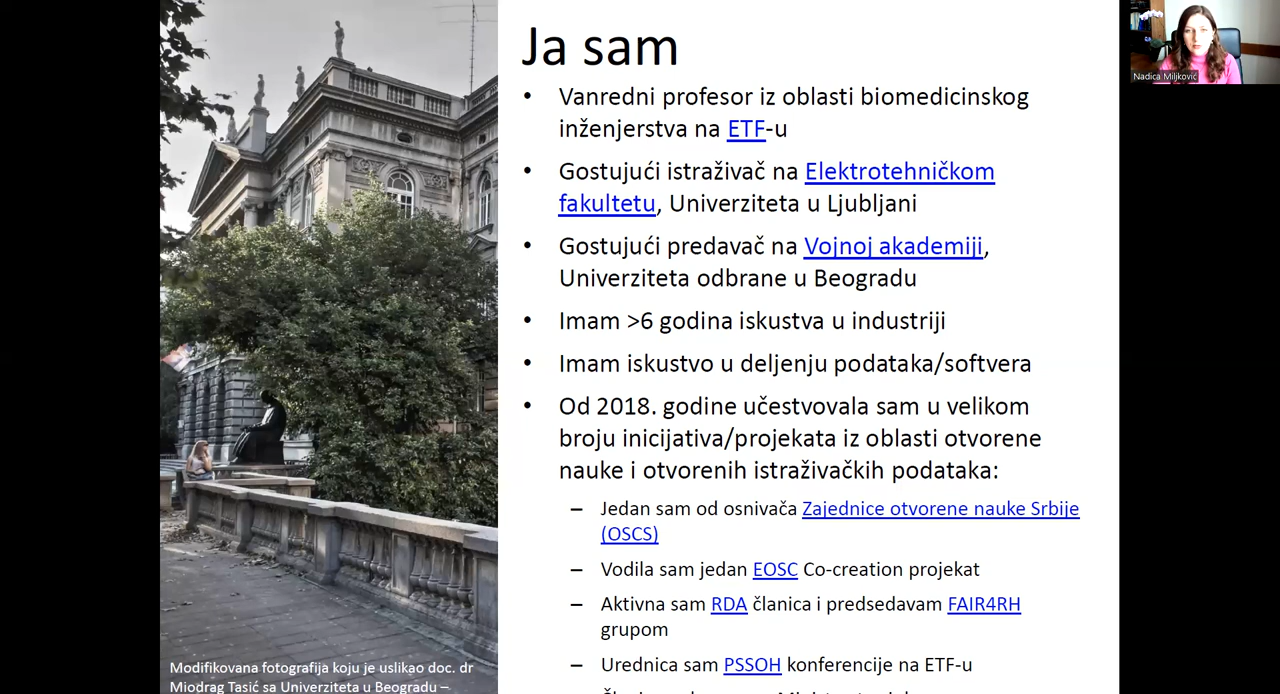 Ja sam
• Vanredni profesor iz oblasti biomedicinskog
inženjerstva na ETF-u
• Gostujući istraživač na Elektrotehničkom
fakultetu, Univerziteta u Ljubljani
• Gostujući predavač na Vojnoj akademiji,
Univerziteta odbrane u Beogradu
• Imam >6 godina iskustva u industriji
• Imam iskustvo u deljenju podataka/softvera
• Od 2018. godine učestvovala sam u velikom
broju inicijativa/projekata iz oblasti otvorene
nauke i otvorenih istraživačkih podataka:
– Jedan sam od osnivača Zajednice otvorene nauke Srbije
(OSCS)
– Vodila sam jedan EOSC Co-creation projekat
– Aktivna sam RDA članica i predsedavam FAIR4RH
grupom
– Urednica sam PSSOH konferencije na ETF-u
Modifikovana fotografija koju je uslikao doc. dr
Miodrag Tasić sa Univerziteta u Beogradu –
Nadica Miljković